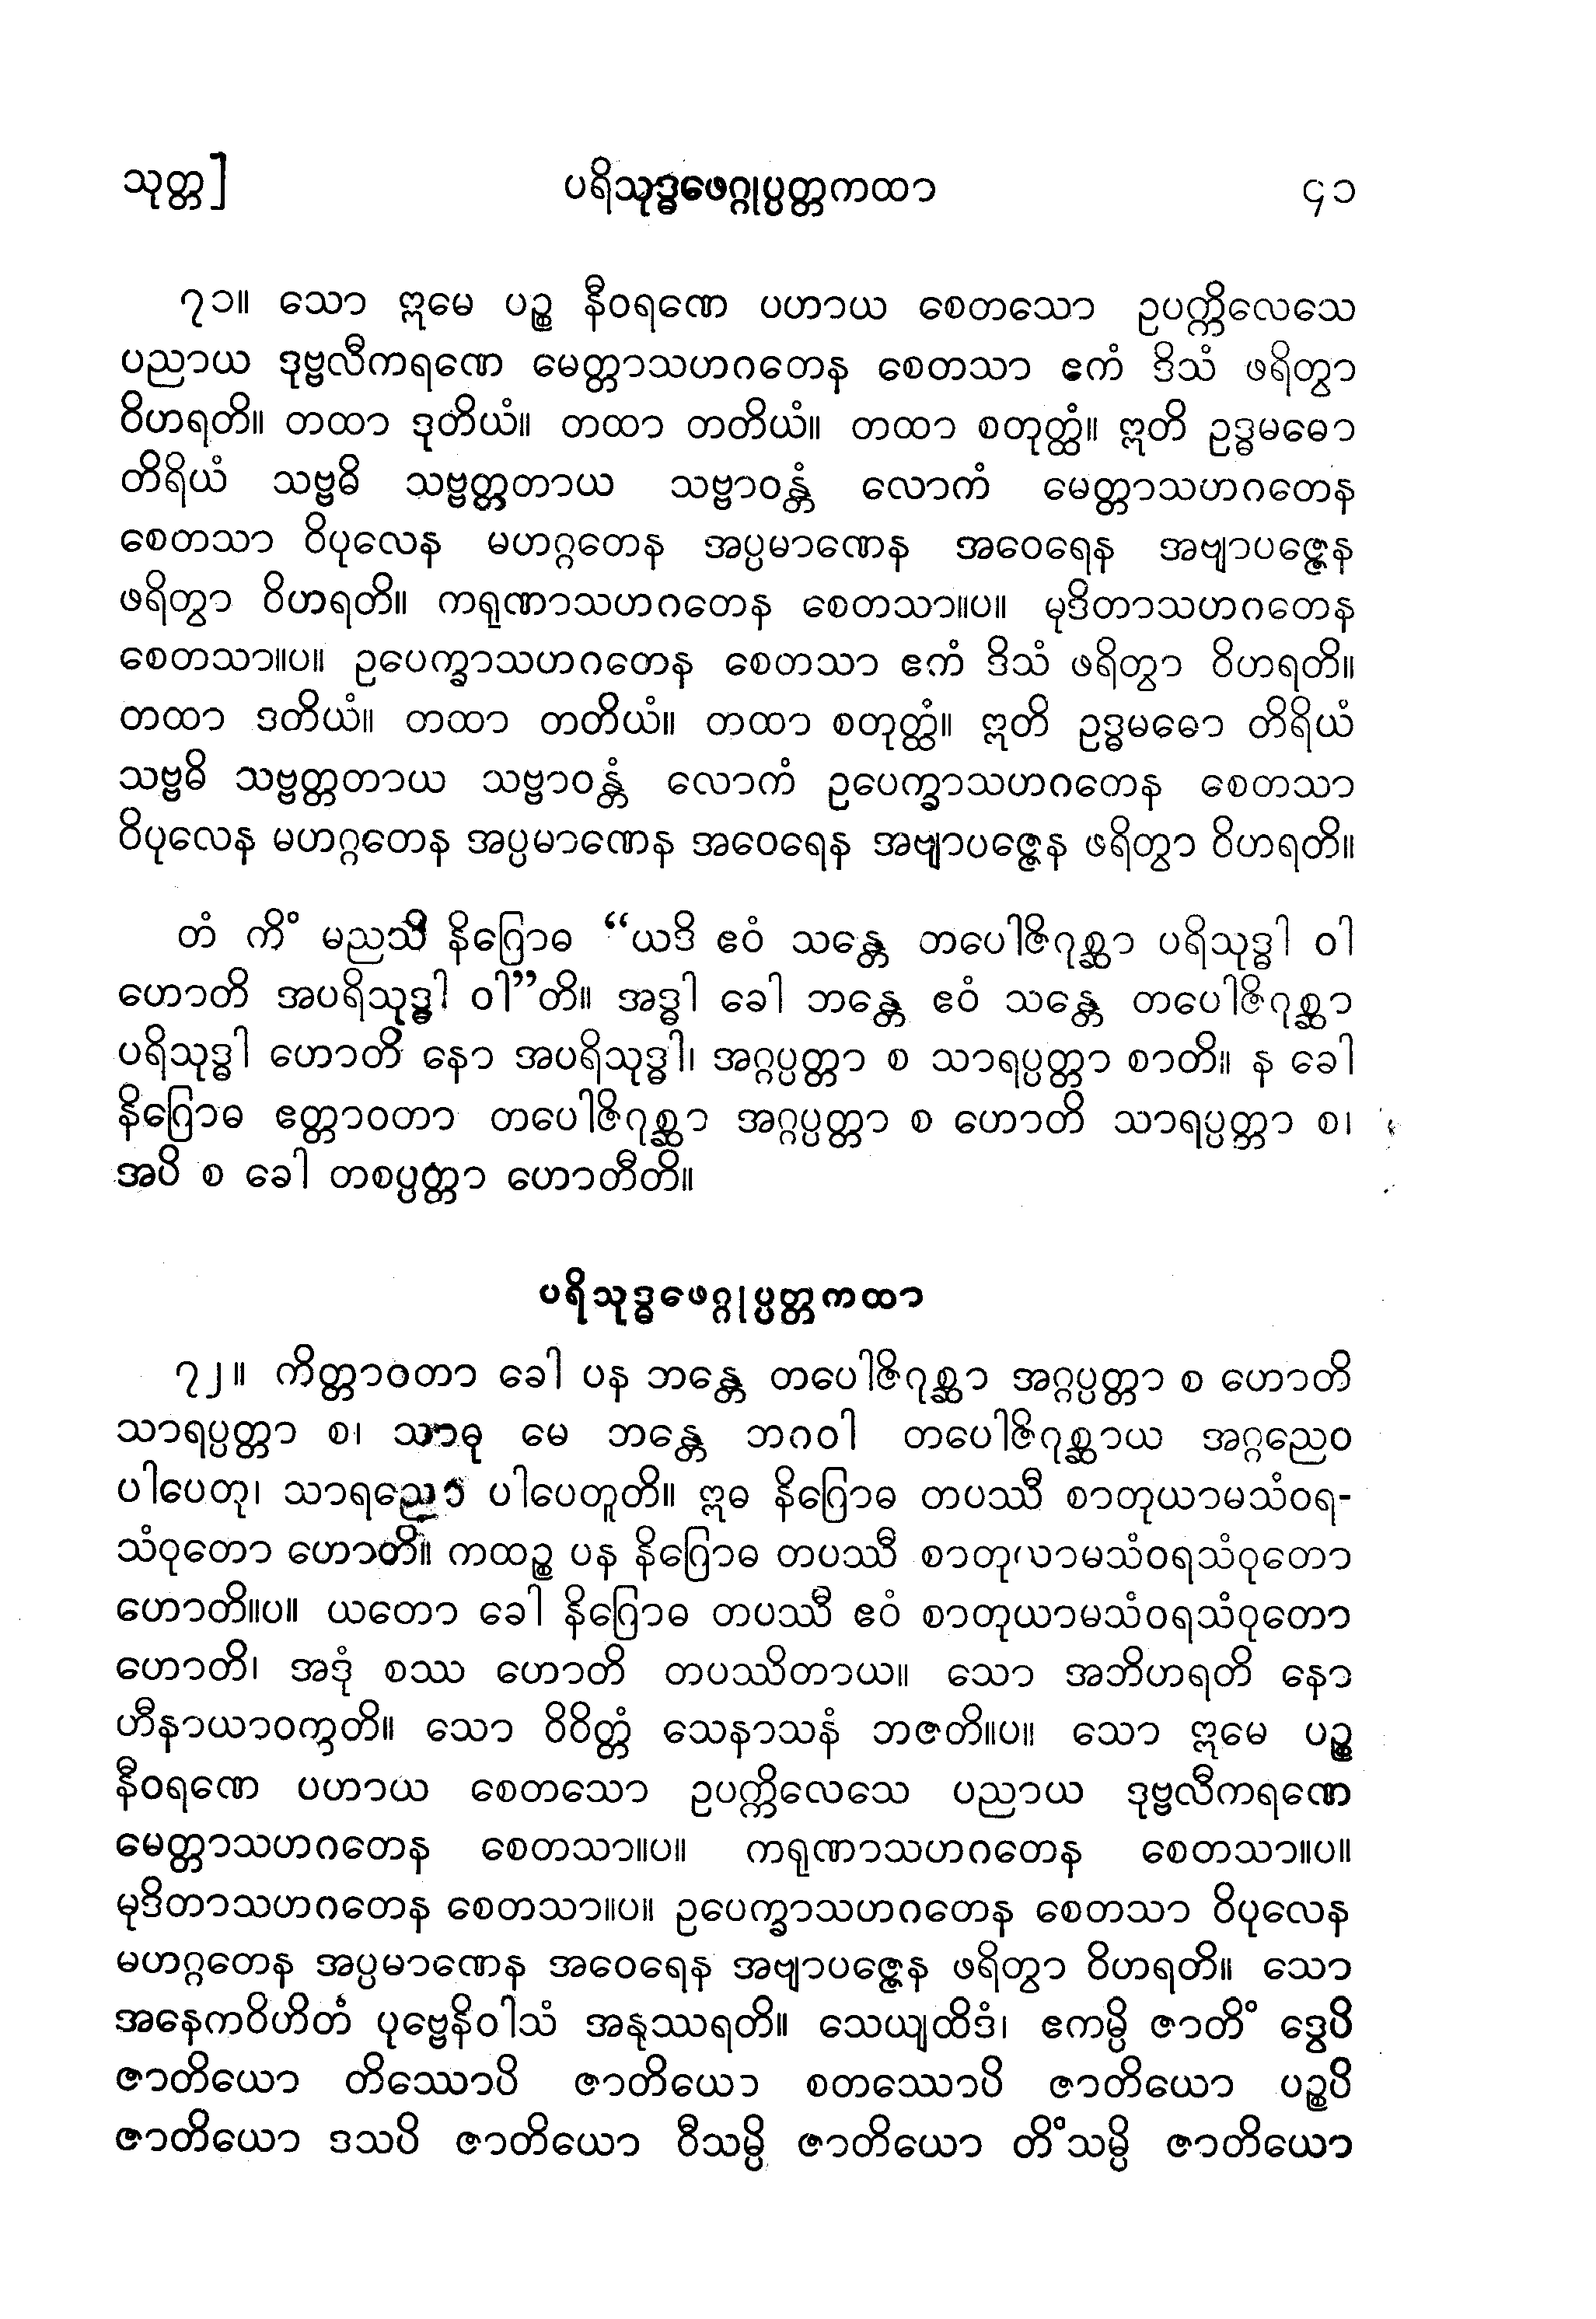 သုတ္တ]
ပရိသုဒ္ဓဖေဂ္ဂုပ္ပတ္တကထာ
၄၁
၇၁။ သော ဣမေ ပဉ္စ နီဝရဏေ ပဟာယ စေတသော ဥပက္ကိလေသေ
ပညာယ ဒုဗ္ဗလီကရဏေ မေတ္တာသဟဂတေန စေတသာ ဧကံ ဒိသံ ဖရိတွာ
ဝိဟရတိ။ တထာ ဒုတိယံ။ တထာ တတိယံ။ တထာ စတုတ္ထံ။ ဣတိ ဥဒ္ဓမဓော
တိရိယံ သဗ္ဗဓိ သဗ္ဗတ္တတာယ သဗ္ဗာဝန္တံ လောကံ မေတ္တာသဟဂတေန
စေတသာ ဝိပုလေန မဟဂ္ဂတေန အပ္ပမာဏေန အဝေရေန အဗျာပဇ္ဇေန
ဖရိတွာ ဝိဟရတိ။ ကရုဏာသဟဂတေန စေတသာ။ပ။ မုဒိတာသဟဂတေန
စေတသာ။ပ။ ဥပေက္ခာသဟဂတေန စေတသာ ဧကံ ဒိသံ ဖရိတွာ ဝိဟရတိ။
တထာ ဒတိယံ။ တထာ တတိယံ။ တထာ စတုတ္ထံ။ ဣတိ ဥဒ္ဓမဓော တိရိယံ
သဗ္ဗဓိ သဗ္ဗတ္တတာယ သဗ္ဗာဝန္တံ လောကံ ဥပေက္ခာသဟဂတေန စေတသာ
ဝိပုလေန မဟဂ္ဂတေန အပ္ပမာဏေန အဝေရေန အဗျာပဇ္ဇေန ဖရိတွာ ဝိဟရတိ။
တံ ကိံ မညသိ နိဂြောဓ “ယဒိ ဧဝံ သန္တေ တပေါဇိဂုစ္ဆာ ပရိသုဒ္ဓါ ဝါ
ဟောတိ အပရိသုဒ္ဓါ ဝါ”တိ။ အဒ္ဓါ ခေါ ဘန္တေ ဧဝံ သန္တေ တပေါဇိဂုစ္ဆာ
ပရိသုဒ္ဓါ ဟောတိ နော အပရိသုဒ္ဓါ၊ အဂ္ဂပ္ပတ္တာ စ သာရပ္ပတ္တာ စာတိ။ န ခေါ
နိဂြောဓ ဧတ္တာဝတာ တပေါဇိဂုစ္ဆာ အဂ္ဂပ္ပတ္တာ စ ဟောတိ သာရပ္ပတ္တာ စ၊
အပိ စ ခေါ တစပ္ပတ္တာ ဟောတီတိ။
ပရိသုဒ္ဓဖေဂ္ဂုပ္ပတ္တကထာ
၇၂။ ကိတ္တာဝတာ ခေါ ပန ဘန္တေ တပေါဇိဂုစ္ဆာ အဂ္ဂပ္ပတ္တာ စ ဟောတိ
သာရပ္ပတ္တာ စ၊ သာဓု မေ ဘန္တေ ဘဂဝါ တပေါဇိဂုစ္ဆာယ အဂ္ဂညေဝ
ပါပေတု၊ သာရညေဝ ပါပေတူတိ။ ဣဓ နိဂြောဓ တပဿီ စာတုယာမသံဝရ-
သံဝုတော ဟောတိ။ ကထဉ္စ ပန နိဂြောဓ တပဿီ စာတုယာမသံဝရသံဝုတော
ဟောတိ။ပ။ ယတော ခေါ နိဂြောဓ တပဿီ ဧဝံ စာတုယာမသံဝရသံဝုတော
ဟောတိ၊ အဒုံ စဿ ဟောတိ တပဿိတာယ။ သော အဘိဟရတိ နော
ဟီနာယာဝတ္တတိ။ သော ဝိဝိတ္တံ သေနာသနံ ဘဇတိ။ပ။ သော ဣမေ ပဉ္စ
နီဝရဏေ ပဟာယ စေတသော ဥပက္ကိလေသေ ပညာယ ဒုဗ္ဗလီကရဏေ
မေတ္တာသဟဂတေန စေတသာ။ပ။ ကရုဏာသဟဂတေန စေတသာ။ပ။
မုဒိတာသဟဂတေန စေတသာ။ပ။ ဥပေက္ခာသဟဂတေန စေတသာ ဝိပုလေန
မဟဂ္ဂတေန အပ္ပမာဏေန အဝေရေန အဗျာပဇ္ဇေန ဖရိတွာ ဝိဟရတိ။ သော
အနေကဝိဟိတံ ပုဗ္ဗေနိဝါသံ အနုဿရတိ။ သေယျထိဒံ၊ ဧကမ္ပိ ဇာတိံ ဒွေပိ
ဇာတိယော တိဿောပိ ဇာတိယော စတဿောပိ ဇာတိယော ပဉ္စပိ
ဇာတိယော ဒသပိ ဇာတိယော ဝီသမ္ပိ ဇာတိယော တိံသမ္ပိ ဇာတိယော